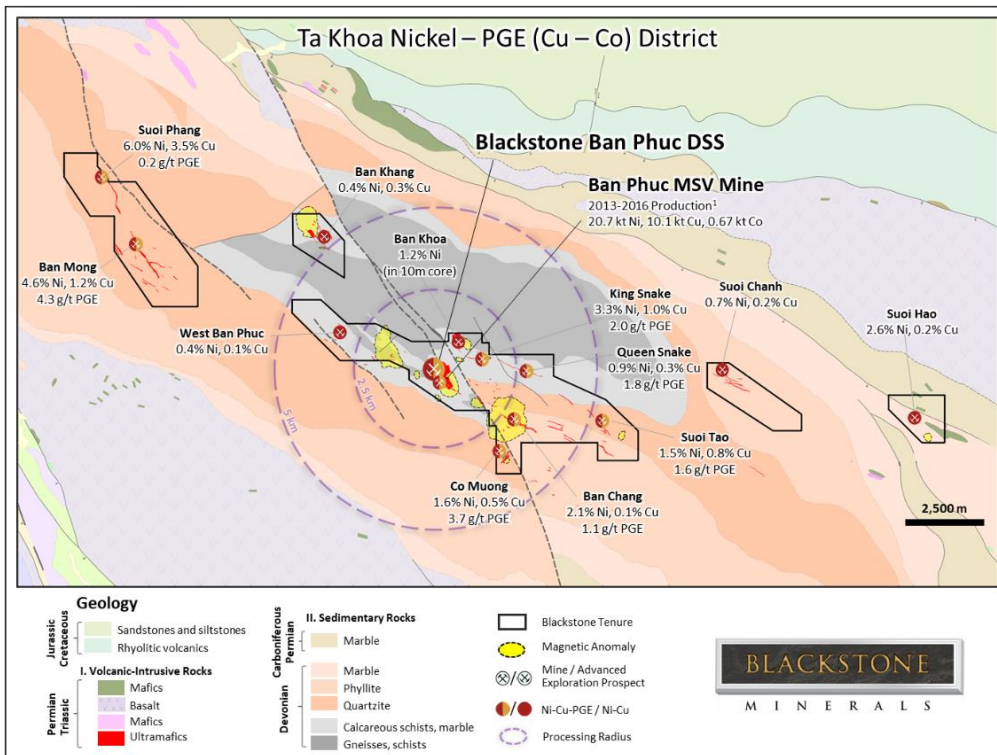 Ta Khoa Nickel – PGE (Cu – Co) District
Blackstone Ban Phuc DSS
Ban Phuc MSV Mine
2013-2016 Production¹
20.7 kt Ni, 10.1 kt Cu, 0.67 kt Co
Suoi Phang
6.0% Ni, 3.5% Cu
0.2 g/t PGE
Ban Khang
0.4% Ni, 0.3% Cu
Ban Khoa
1.2% Ni
(in 10m core)
Ban Mong
4.6% Ni, 1.2% Cu
4.3 g/t PGE
West Ban Phuc
0.4% Ni, 0.1% Cu
King Snake
3.3% Ni, 1.0% Cu
2.0 g/t PGE
Queen Snake
0.9% Ni, 0.3% Cu
1.8 g/t PGE
Suoi Chanh
0.7% Ni, 0.2% Cu
Suoi Hao
2.6% Ni, 0.2% Cu
2.5 km
5 km
Suoi Tao
1.5% Ni, 0.8% Cu
1.6 g/t PGE
Co Muong
1.6% Ni, 0.5% Cu
3.7 g/t PGE
Ban Chang
2.1% Ni, 0.1% Cu
1.1 g/t PGE
2,500 m
Geology
Jurassic
Cretaceous
Sandstones and siltstones
Rhyolitic volcanics
I. Volcanic-Intrusive Rocks
Permian
Triassic
Mafics
Basalt
Mafics
Ultramafics
II. Sedimentary Rocks
Carboniferous
Permian
Marble
Devonian
Marble
Phyllite
Quartzite
Calcareous schists, marble
Gneisses, schists
Blackstone Tenure
Magnetic Anomaly
Mine / Advanced
Exploration Prospect
Ni-Cu-PGE / Ni-Cu
Processing Radius
BLACKSTONE
MINERALS